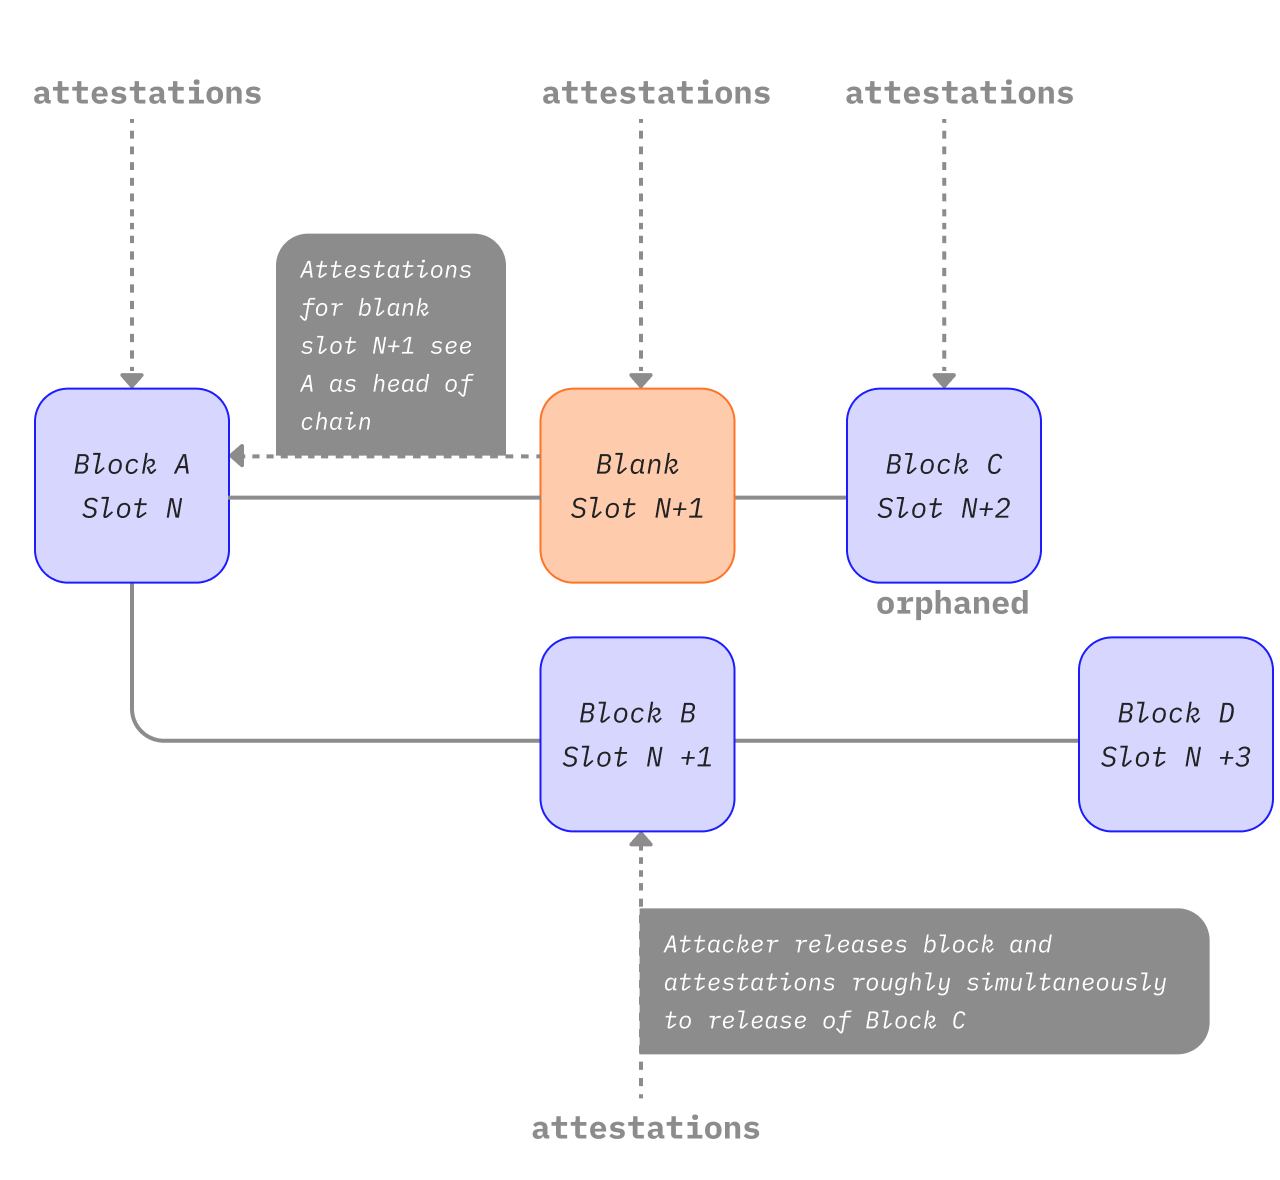 attestations
attestations
attestations
Attestations
for blank
slot N+1 see
A as head of
chain
Block A
Slot N
Blank
Slot N+1
Block C
Slot N+2
orphaned
Block B
Slot N +1
Block D
Slot N +3
Attacker releases block and
attestations roughly simultaneously
to release of Block C
attestations